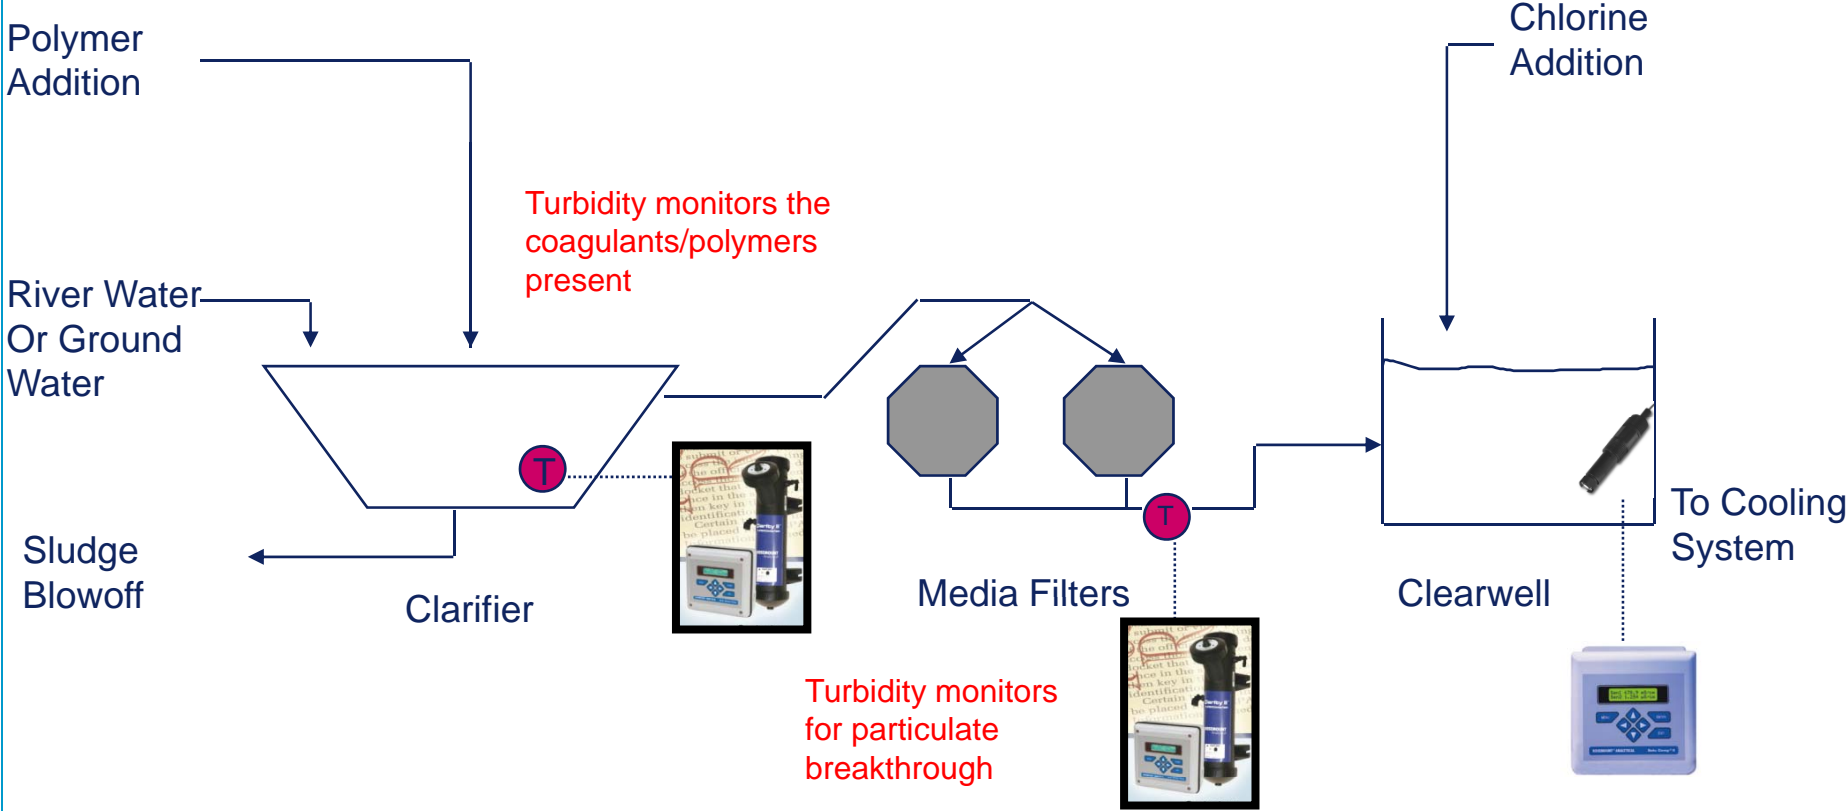 Polymer
Addition
Chlorine
Addition
Turbidity monitors the
coagulants/polymers
present
River Water
Or Ground
Water
T
T
To Cooling
System
Sludge
Blowoff
Clarifier
Media Filters
Clearwell
Turbidity monitors
for particulate
breakthrough